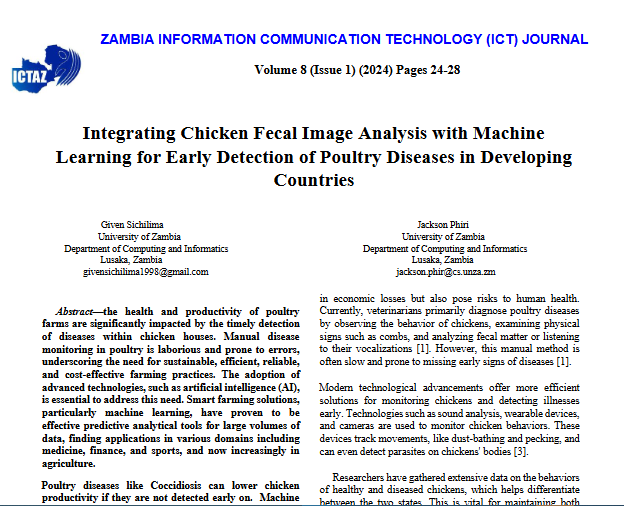 ICTAZ
ZAMBIA INFORMATION COMMUNICATION TECHNOLOGY (ICT) JOURNAL
Volume 8 (Issue 1) (2024) Pages 24-28
Integrating Chicken Fecal Image Analysis with Machine
Learning for Early Detection of Poultry Diseases in Developing
Countries
Given Sichilima
University of Zambia
Department of Computing and Informatics
Lusaka, Zambia
givensichilima1998@gmail.com
Jackson Phiri
University of Zambia
Department of Computing and Informatics
Lusaka, Zambia
jackson.phir@cs.unza.zm
Abstract—the health and productivity of poultry
farms are significantly impacted by the timely detection
of diseases within chicken houses. Manual disease
monitoring in poultry is laborious and prone to errors,
underscoring the need for sustainable, efficient, reliable,
and cost-effective farming practices. The adoption of
advanced technologies, such as artificial intelligence (AI),
is essential to address this need. Smart farming solutions,
particularly machine learning, have proven to be
effective predictive analytical tools for large volumes of
data, finding applications in various domains including
medicine, finance, and sports, and now increasingly in
agriculture.
Poultry diseases like Coccidiosis can lower chicken
productivity if they are not detected early on. Machine
in economic losses but also pose risks to human health.
Currently, veterinarians primarily diagnose poultry diseases
by observing the behavior of chickens, examining physical
signs such as combs, and analyzing fecal matter or listening
to their vocalizations [1]. However, this manual method is
often slow and prone to missing early signs of diseases [1].
Modern technological advancements offer more efficient
solutions for monitoring chickens and detecting illnesses
early. Technologies such as sound analysis, wearable devices,
and cameras are used to monitor chicken behaviors. These
devices track movements, like dust-bathing and pecking, and
can even detect parasites on chickens' bodies [3].
Researchers have gathered extensive data on the behaviors
of healthy and diseased chickens, which helps differentiate
between the two states. This is vital for maintaining both